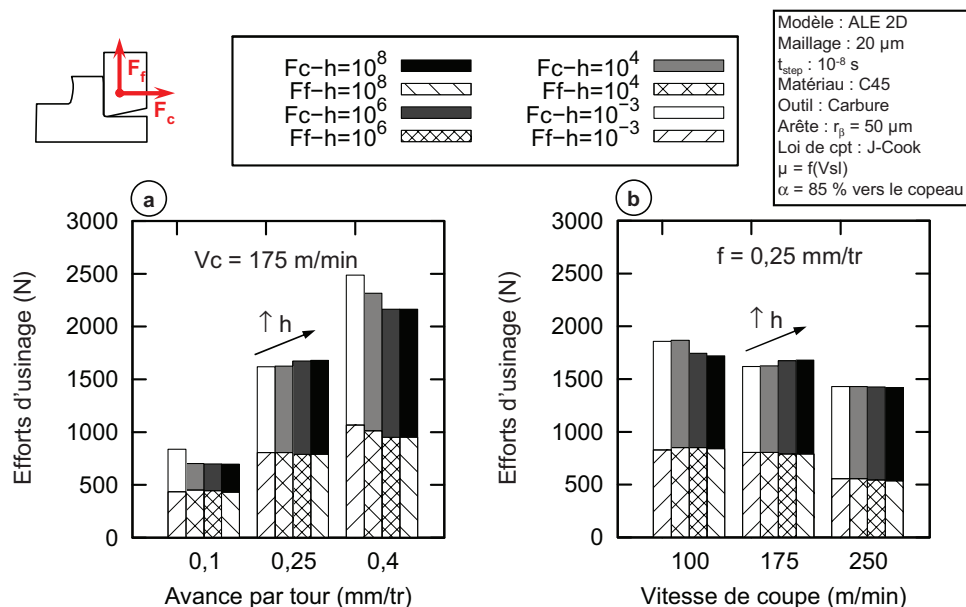 F_f
F_c
Fc−h=10⁸
Ff−h=10⁸
Fc−h=10⁶
Ff−h=10⁶
Fc−h=10⁴
Ff−h=10⁴
Fc−h=10⁻³
Ff−h=10⁻³
Modèle : ALE 2D
Maillage : 20 µm
t_step : 10⁻⁸ s
Matériau : C45
Outil : Carbure
Arête : r_β = 50 µm
Loi de cpt : J-Cook
µ = f(Vsl)
α = 85 % vers le copeau
a
Efforts d'usinage (N)
3000
2500
2000
1500
1000
500
0
Vc = 175 m/min
↑ h
0,1 0,25 0,4
Avance par tour (mm/tr)
b
Efforts d'usinage (N)
3000
2500
2000
1500
1000
500
0
f = 0,25 mm/tr
↑ h
100 175 250
Vitesse de coupe (m/min)